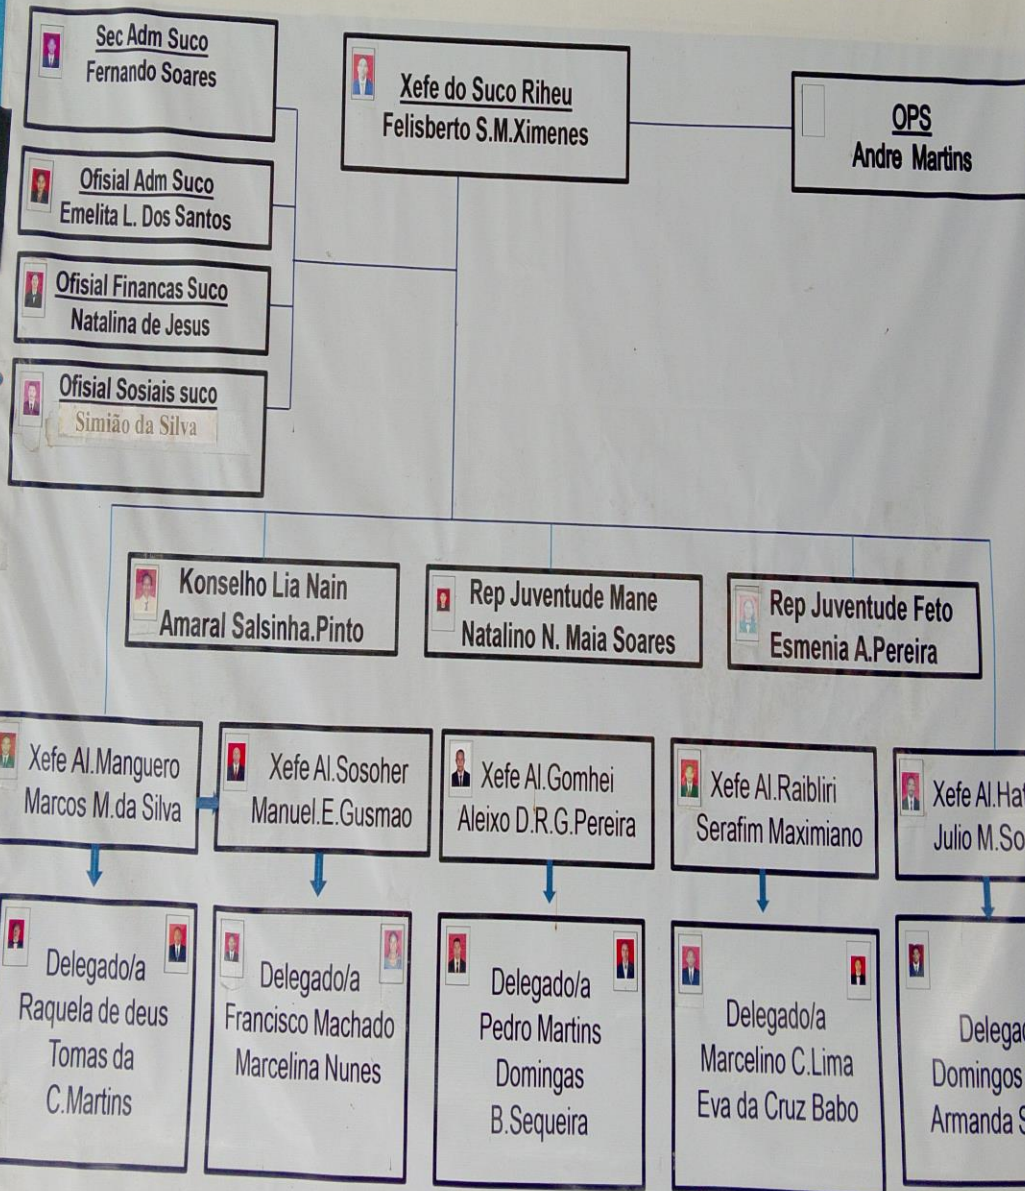 Sec Adm Suco
Fernando Soares
Xefe do Suco Riheu
Felisberto S.M.Ximenes
OPS
Andre Martins
Ofisial Adm Suco
Emelita L. Dos Santos
Ofisial Financas Suco
Natalina de Jesus
Ofisial Sosiais suco
Simião da Silva
Konselho Lia Nain
Amaral Salsinha.Pinto
Rep Juventude Mane
Natalino N. Maia Soares
Rep Juventude Feto
Esmenia A.Pereira
Xefe Al.Manguero
Marcos M.da Silva
Xefe Al.Sosoher
Manuel.E.Gusmao
Xefe Al.Gomhei
Aleixo D.R.G.Pereira
Xefe Al.Raibliri
Serafim Maximiano
Xefe
Julio
Delegado/a
Raquela de deus
Tomas da
C.Martins
Delegado/a
Francisco Machado
Marcelina Nunes
Delegado/a
Pedro Martins
Domingas
B.Sequeira
Delegado/a
Marcelino C.Lima
Eva da Cruz Babo
Domingos
Armanda